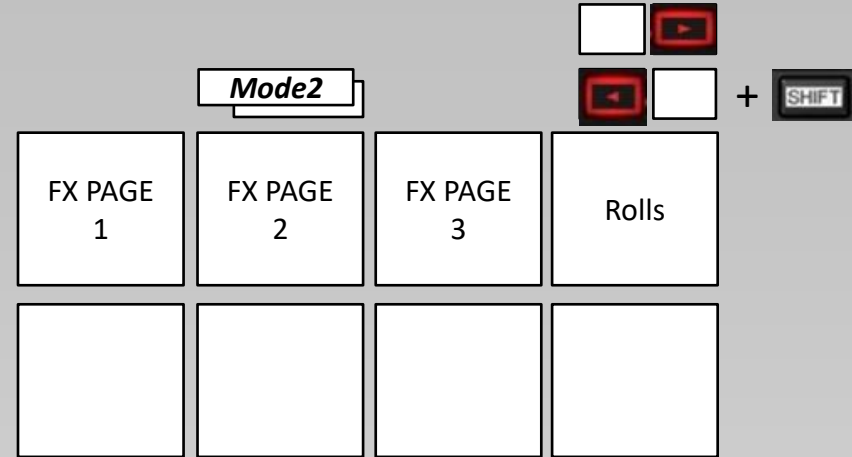 Mode2
+ SHIFT
FX PAGE
1
FX PAGE
2
FX PAGE
3
Rolls